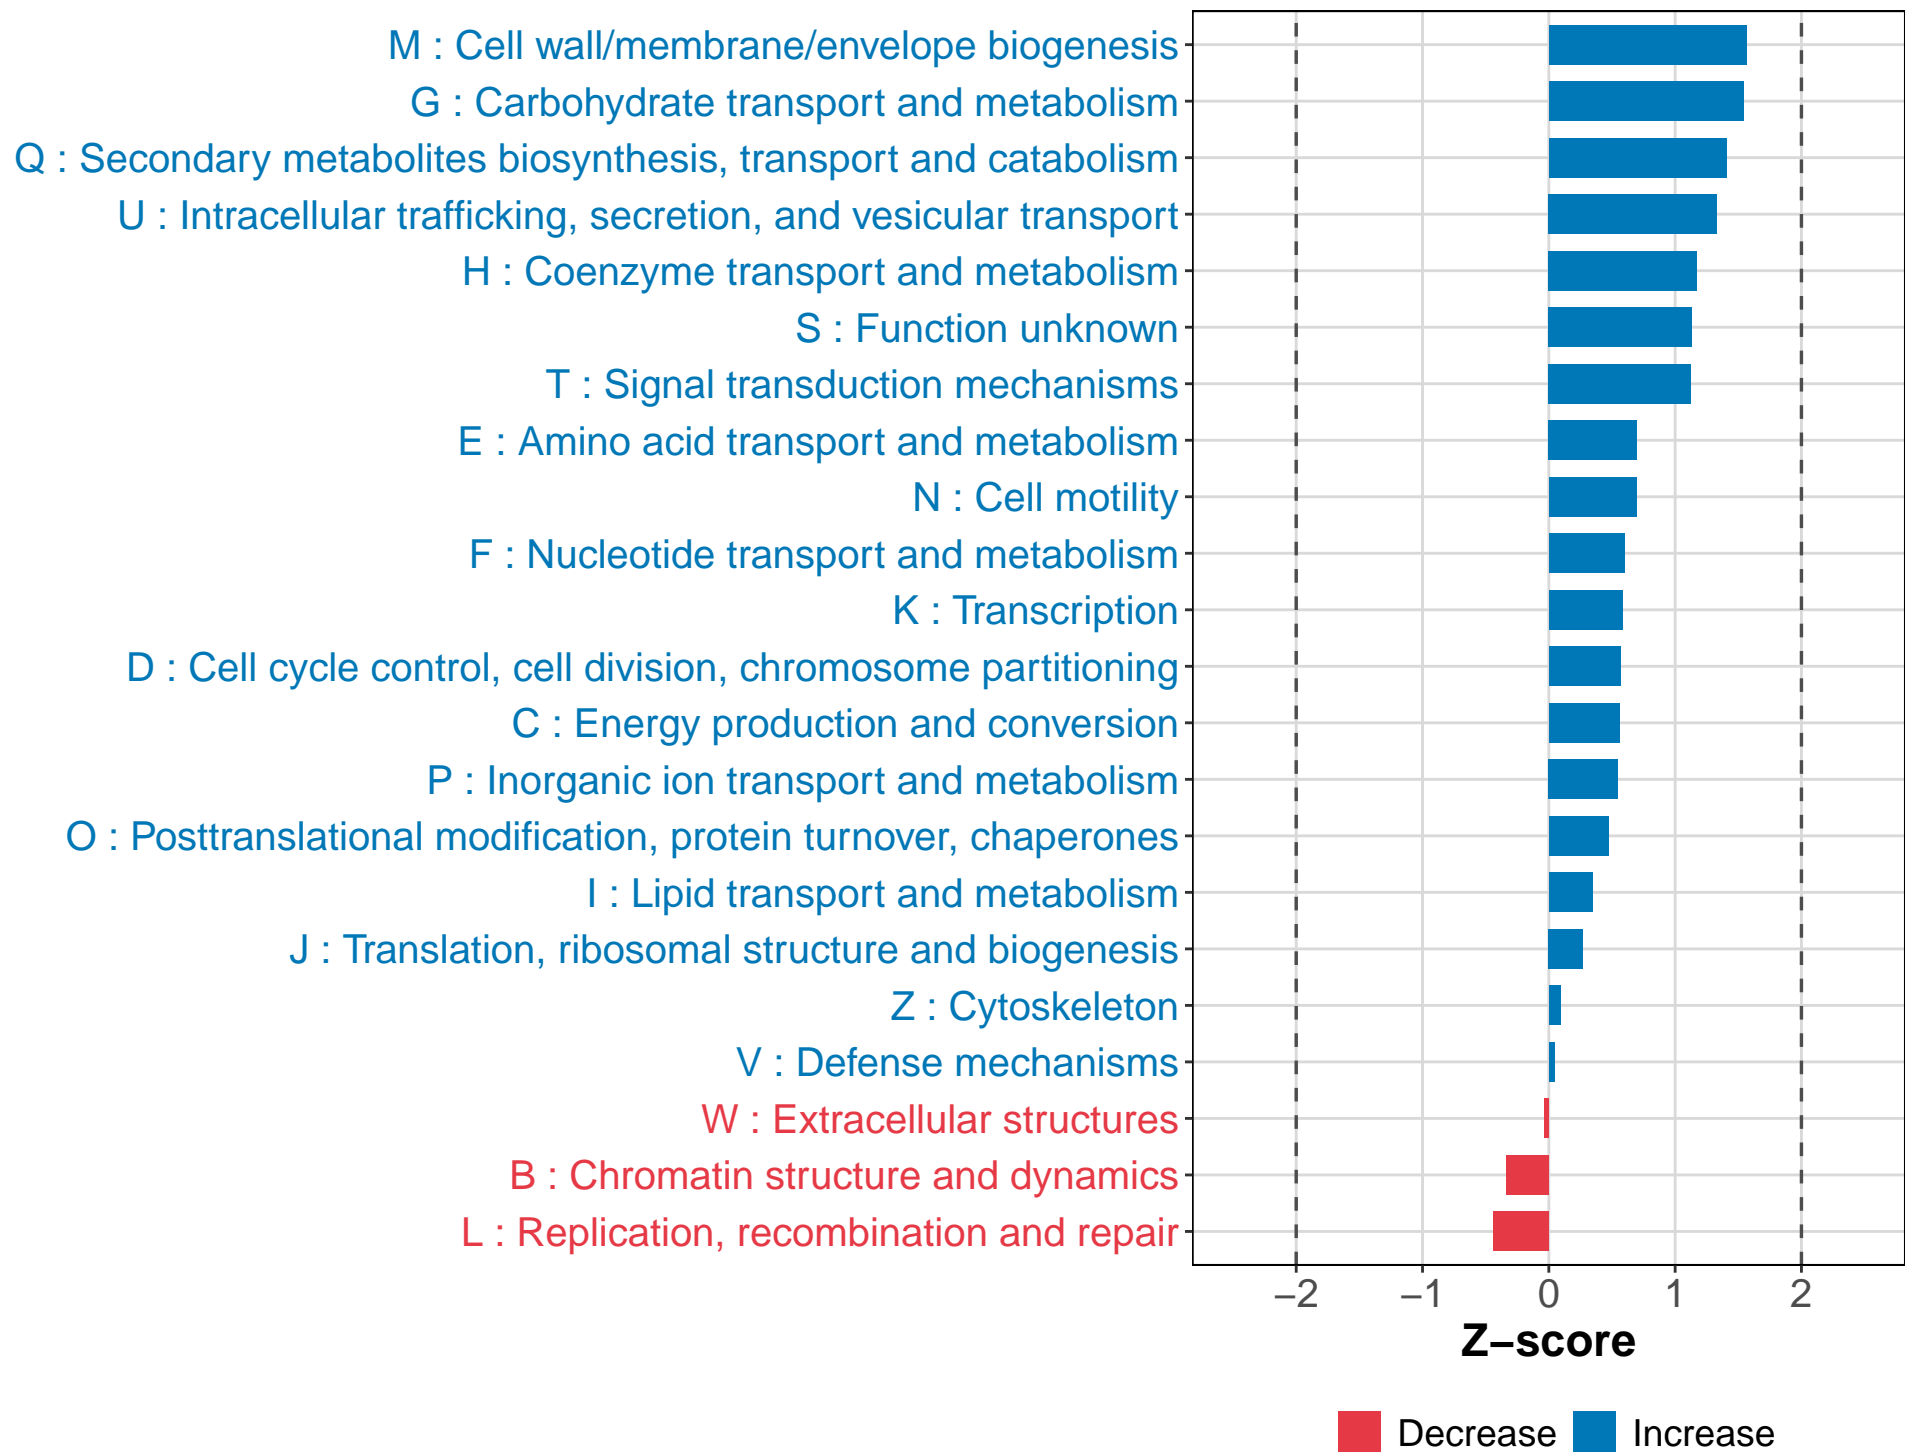 M : Cell wall/membrane/envelope biogenesis
G : Carbohydrate transport and metabolism
Q : Secondary metabolites biosynthesis, transport and catabolism
U : Intracellular trafficking, secretion, and vesicular transport
H : Coenzyme transport and metabolism
S : Function unknown
T : Signal transduction mechanisms
E : Amino acid transport and metabolism
N : Cell motility
F : Nucleotide transport and metabolism
K : Transcription
D : Cell cycle control, cell division, chromosome partitioning
C : Energy production and conversion
P : Inorganic ion transport and metabolism
O : Posttranslational modification, protein turnover, chaperones
I : Lipid transport and metabolism
J : Translation, ribosomal structure and biogenesis
Z : Cytoskeleton
V : Defense mechanisms
W : Extracellular structures
B : Chromatin structure and dynamics
L : Replication, recombination and repair
−2 −1 0 1 2
Z−score
Decrease Increase